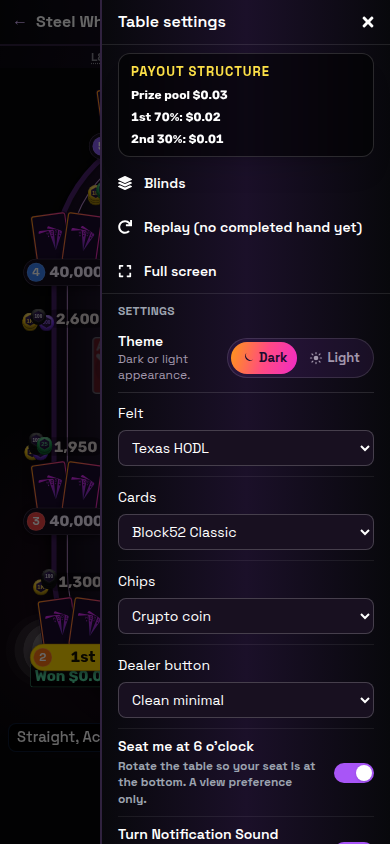 ← Steel Wh
Table settings
×
PAYOUT STRUCTURE
Prize pool $0.03
1st 70%: $0.02
2nd 30%: $0.01
Blinds
Replay (no completed hand yet)
Full screen
SETTINGS
Theme
Dark or light
appearance.
Dark
Light
Felt
Texas HODL
Cards
Block52 Classic
Chips
Crypto coin
Dealer button
Clean minimal
Seat me at 6 o'clock
Rotate the table so your seat is at
the bottom. A view preference
only.
Turn Notification Sound
4 40,000
2,600
1,950
3 40,000
1,300
2 1st
Won $0.0
Straight, Ac